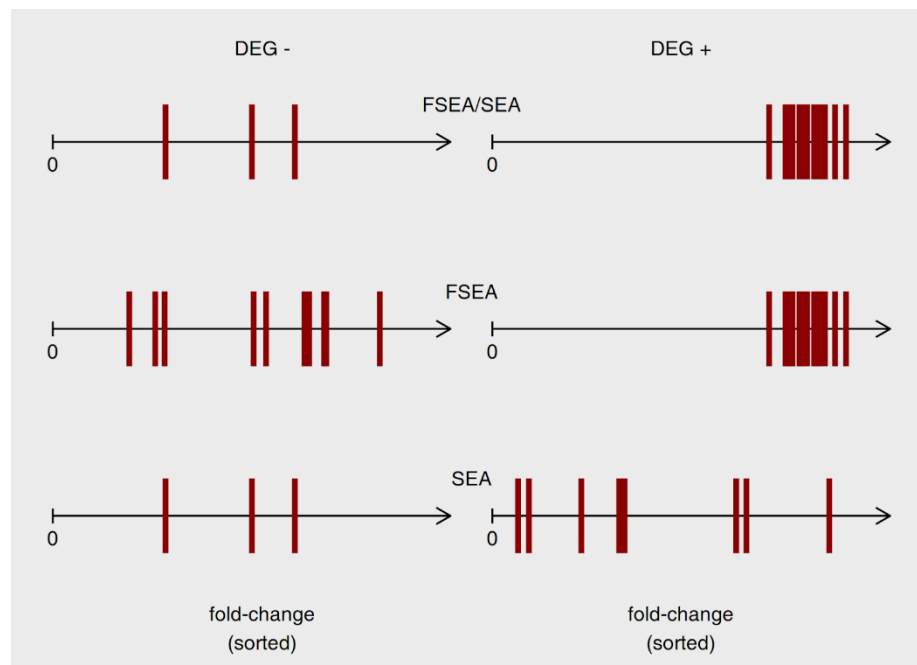 DEG -
DEG +
FSEA/SEA
0
0
FSEA
0
0
SEA
0
0
fold-change
(sorted)
fold-change
(sorted)